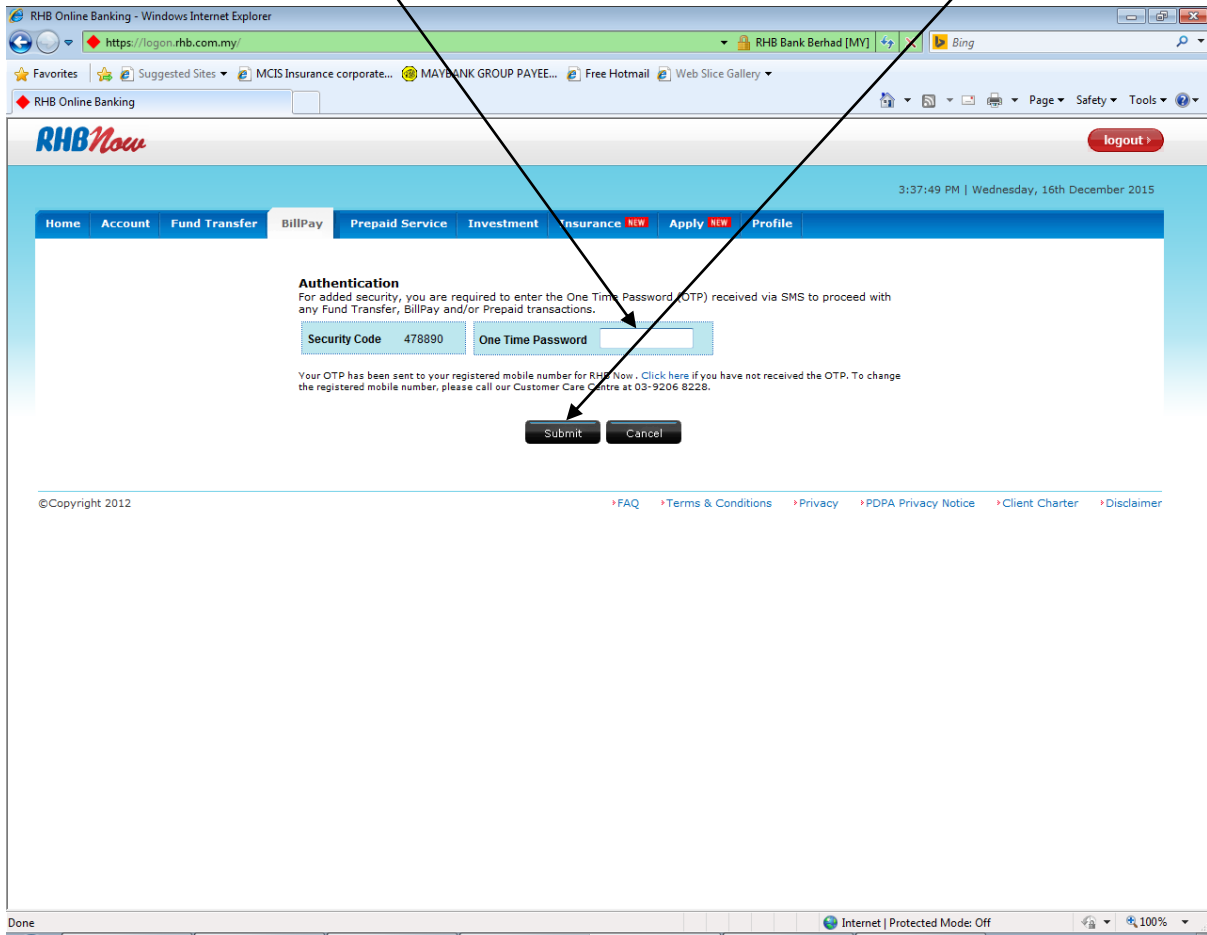 RHB Online Banking - Windows Internet Explorer
https://logon.rhb.com.my/ RHB Bank Berhad [MY] Bing
Favorites Suggested Sites MCIS Insurance corporate... MAYBANK GROUP PAYEE... Free Hotmail Web Slice Gallery
RHB Online Banking Page Safety Tools
RHBNow logout
3:37:49 PM | Wednesday, 16th December 2015
Home Account Fund Transfer BillPay Prepaid Service Investment Insurance NEW Apply NEW Profile
Authentication
For added security, you are required to enter the One Time Password (OTP) received via SMS to proceed with
any Fund Transfer, BillPay and/or Prepaid transactions.
Security Code 478890 One Time Password
Your OTP has been sent to your registered mobile number for RHB Now . Click here if you have not received the OTP. To change
the registered mobile number, please call our Customer Care Centre at 03-9206 8228.
Submit Cancel
©Copyright 2012 FAQ Terms & Conditions Privacy PDPA Privacy Notice Client Charter Disclaimer
Done Internet | Protected Mode: Off 100%